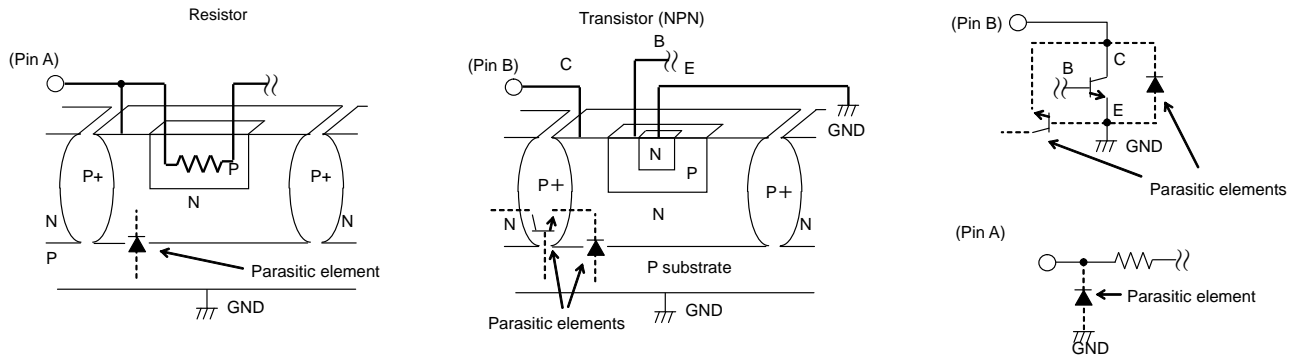 Resistor
(Pin A)
P+
P+
P
N
N
N
P
Parasitic element
GND
Transistor (NPN)
(Pin B)
C
B
E
GND
N
P
P+
P+
N
N
N
P substrate
Parasitic elements
GND
(Pin B)
C
B
E
GND
Parasitic elements
(Pin A)
Parasitic element
GND